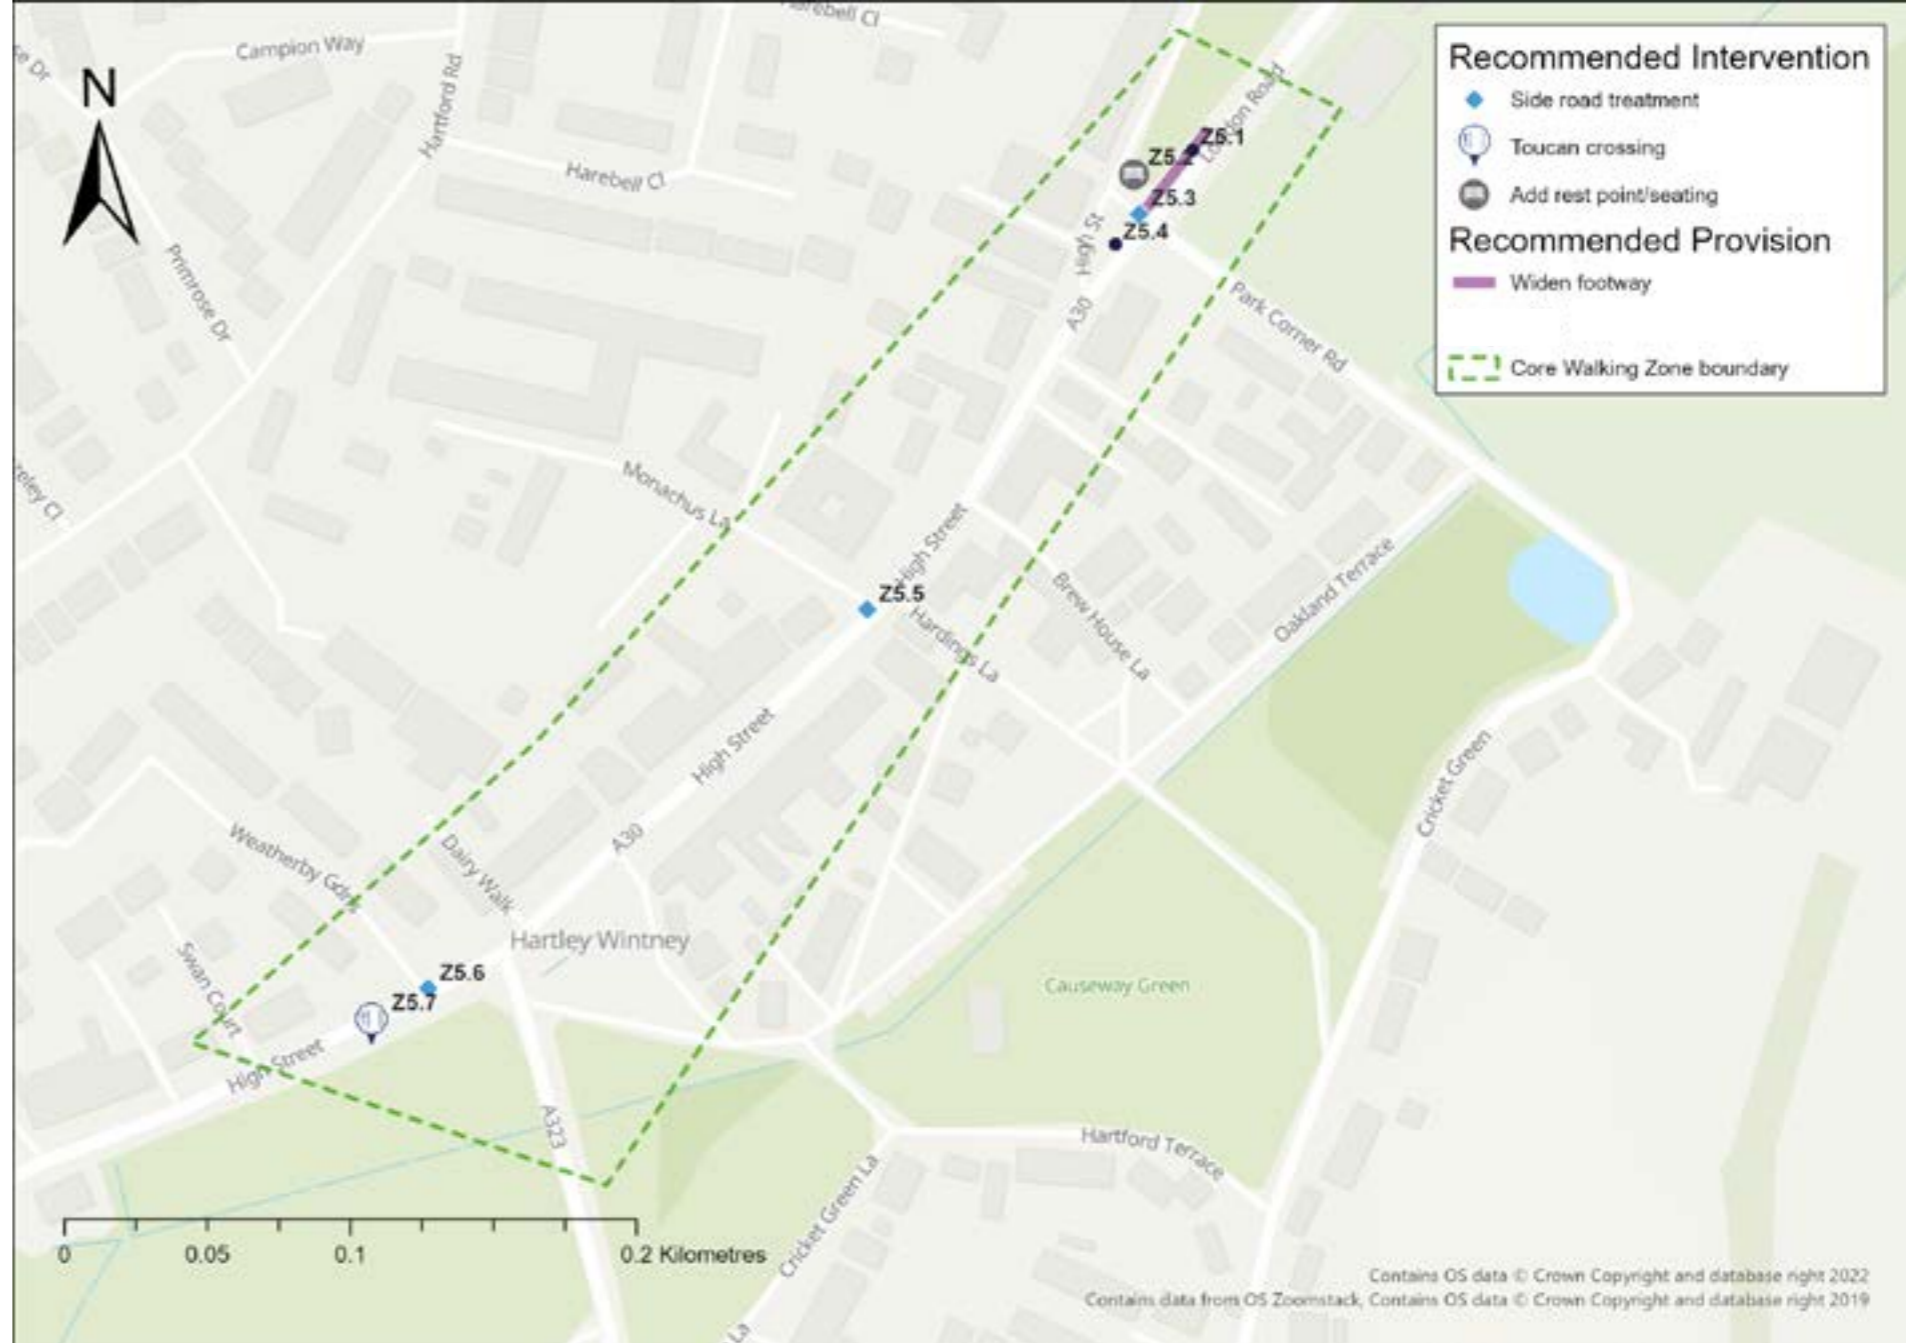 Harebell Cl
Campion Way
Hartford Rd
N
Harebell Cl
Primrose Dr
London Road
Z5.1
Z5.2
Z5.3
Z5.4
High St
A30
Park Corner Rd
Recommended Intervention
Side road treatment
Toucan crossing
Add rest point/seating
Recommended Provision
Widen footway
Core Walking Zone boundary
Monachus La
High Street
Z5.5
Hardings La
Brew House La
Oakland Terrace
High Street
A30
Cricket Green
Weatherby Gdns
Dairy Walk
Hartley Wintney
Swan Court
Z5.6
Z5.7
High Street
Causeway Green
A323
Hartford Terrace
Cricket Green La
La
0 0.05 0.1 0.2 Kilometres
Contains OS data © Crown Copyright and database right 2022
Contains data from OS Zoomstack, Contains OS data © Crown Copyright and database right 2019